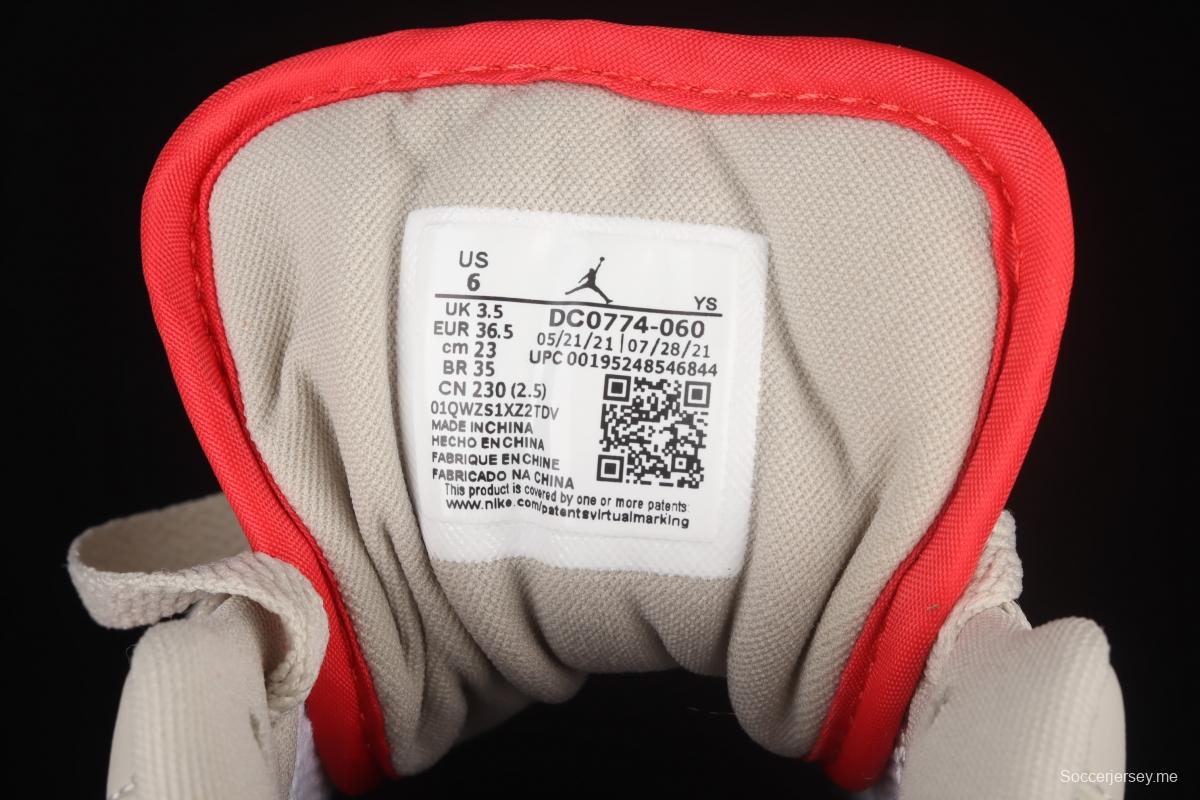 US
6
YS
UK 3.5
EUR 36.5
cm 23
BR 35
CN 230 (2.5)
DC0774-060
05/21/21 | 07/28/21
UPC 00195248546844
01QWZS1XZ2TDV
MADE IN CHINA
HECHO EN CHINA
FABRIQUE EN CHINE
FABRICADO NA CHINA
This product is covered by one or more patents:
www.nike.com/patentsvirtualmarking
Soccerjersey.me